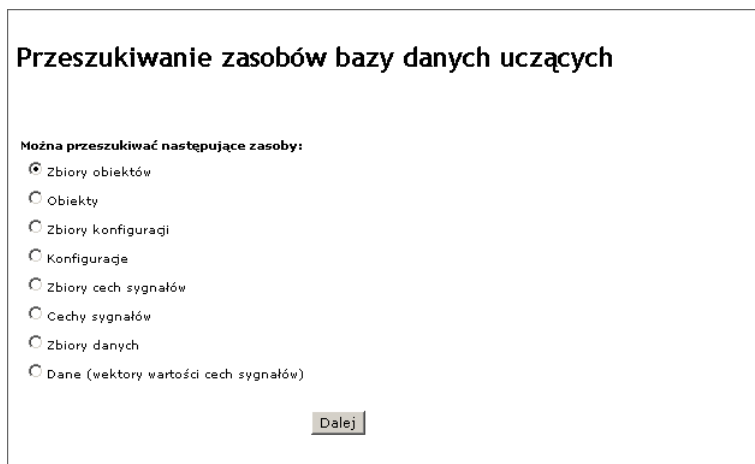 Przeszukiwanie zasobów bazy danych uczących
Można przeszukiwać następujące zasoby:
Zbiory obiektów
Obiekty
Zbiory konfiguracji
Konfiguracje
Zbiory cech sygnałów
Cechy sygnałów
Zbiory danych
Dane (wektory wartości cech sygnałów)
Dalej